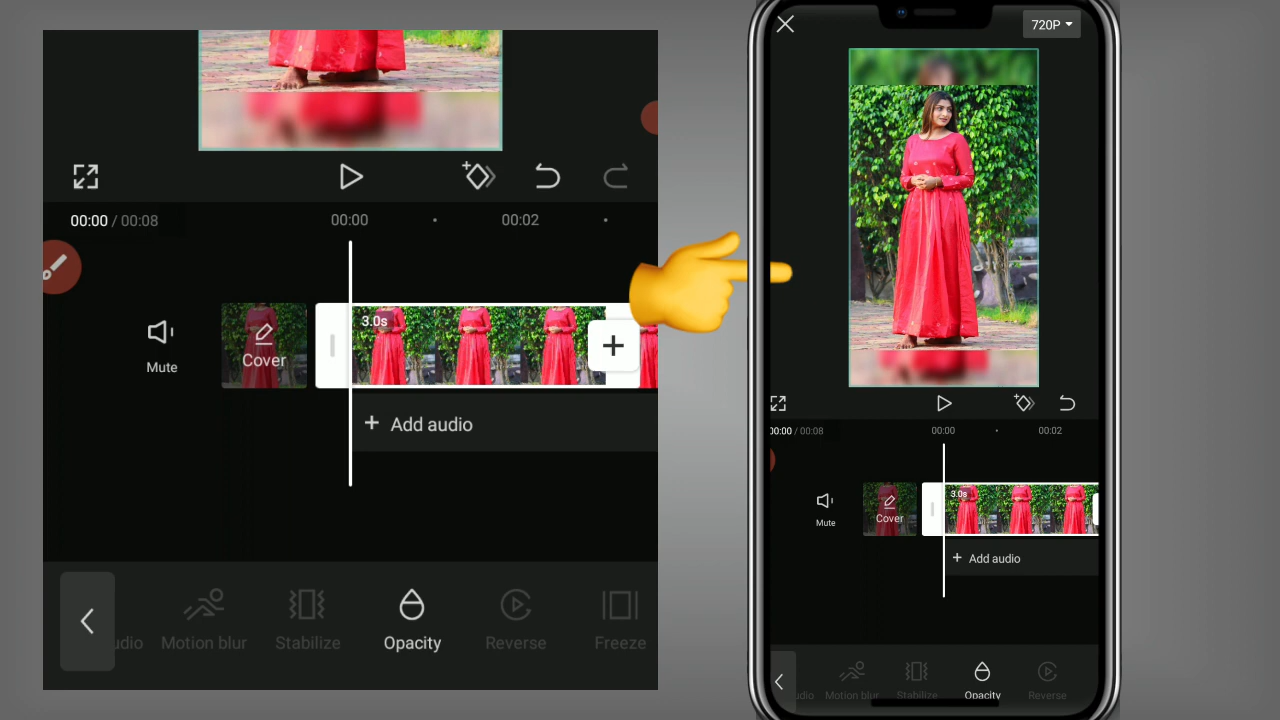 00:00 / 00:08
00:00
00:02
3.0s
Mute
Cover
+ Add audio
udio
Motion blur
Stabilize
Opacity
Reverse
Freeze
720P
00:00 / 00:08
00:00
00:02
3.0s
Mute
Cover
+ Add audio
udio
Motion blur
Stabilize
Opacity
Reverse